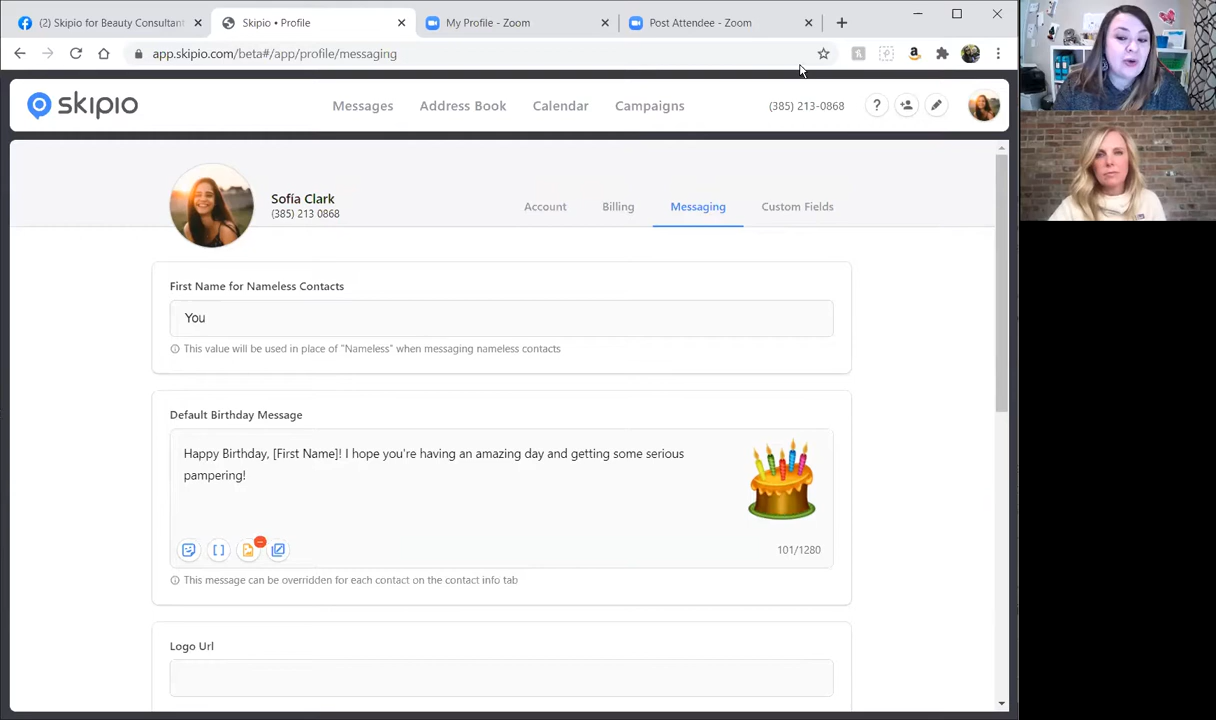 (2) Skipio for Beauty Consultant
Skipio • Profile
My Profile - Zoom
Post Attendee - Zoom
app.skipio.com/beta#/app/profile/messaging
skipio
Messages
Address Book
Calendar
Campaigns
(385) 213-0868
?
Sofía Clark
(385) 213 0868
Account
Billing
Messaging
Custom Fields
First Name for Nameless Contacts
You
This value will be used in place of "Nameless" when messaging nameless contacts
Default Birthday Message
Happy Birthday, [First Name]! I hope you're having an amazing day and getting some serious
pampering!
101/1280
This message can be overridden for each contact on the contact info tab
Logo Url